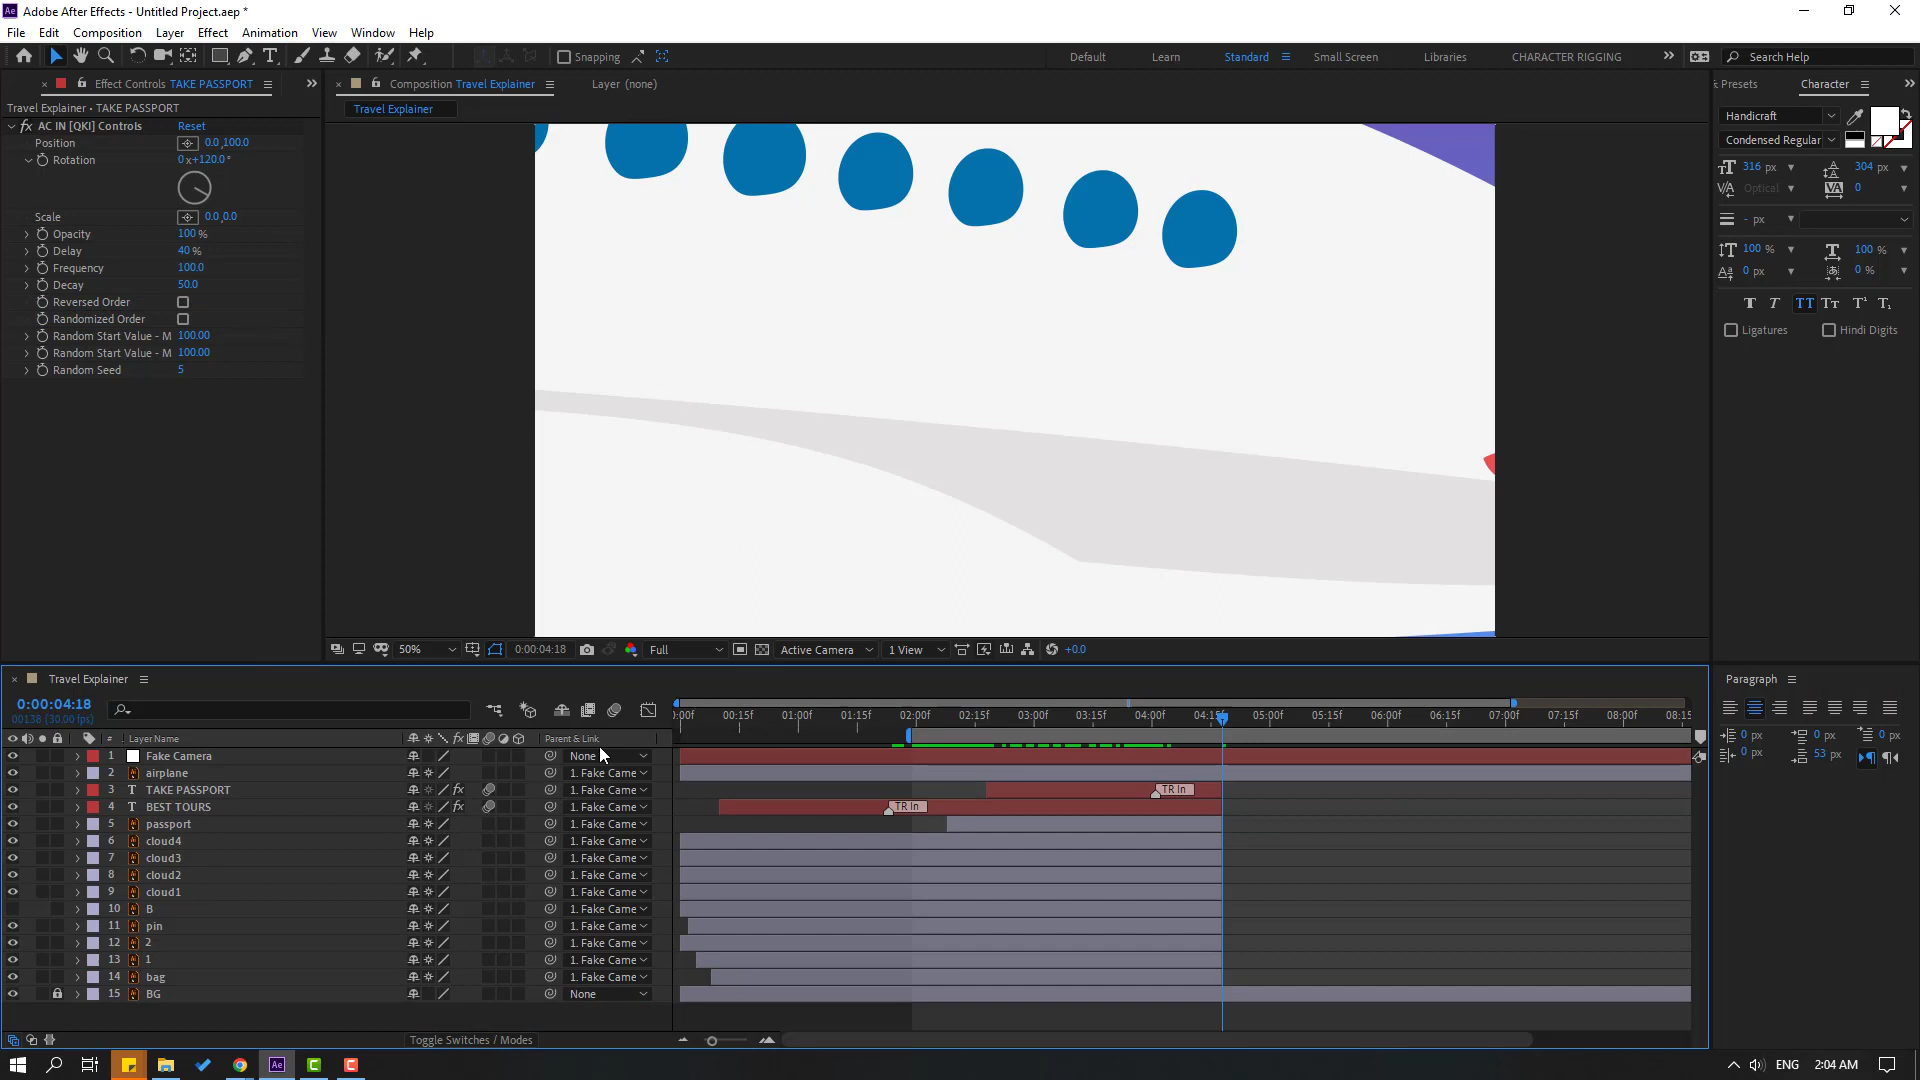 Adobe After Effects - Untitled Project.aep *
File Edit Composition Layer Effect Animation View Window Help
Snapping
Default Learn Standard Small Screen Libraries CHARACTER RIGGING
Search Help
Effect Controls TAKE PASSPORT
Travel Explainer • TAKE PASSPORT
AC IN [QKI] Controls Reset
Position 0.0,100.0
Rotation 0x+120.0°
Scale 0.0,0.0
Opacity 100 %
Delay 40 %
Frequency 100.0
Decay 50.0
Reversed Order
Randomized Order
Random Start Value - M 100.00
Random Start Value - M 100.00
Random Seed 5
Composition Travel Explainer
Layer (none)
Travel Explainer
50% 0:00:04:18 Full Active Camera 1 View +0.0
Presets Character
Handicraft
Condensed Regular
316 px 304 px
Optical 0
- px
100 % 100 %
0 px 0 %
Ligatures Hindi Digits
Paragraph
0 px 0 px 0 px
0 px 53 px
Travel Explainer
0:00:04:18
00138 (30.00 fps)
:00f 00:15f 01:00f 01:15f 02:00f 02:15f 03:00f 03:15f 04:00f 04:15f 05:00f 05:15f 06:00f 06:15f 07:00f 07:15f 08:00f 08:15
# Layer Name Parent & Link
1 Fake Camera None
2 airplane 1. Fake Came
3 T TAKE PASSPORT fx 1. Fake Came TR In
4 T BEST TOURS fx 1. Fake Came TR In
5 passport 1. Fake Came
6 cloud4 1. Fake Came
7 cloud3 1. Fake Came
8 cloud2 1. Fake Came
9 cloud1 1. Fake Came
10 B 1. Fake Came
11 pin 1. Fake Came
12 2 1. Fake Came
13 1 1. Fake Came
14 bag 1. Fake Came
15 BG None
Toggle Switches / Modes
ENG 2:04 AM